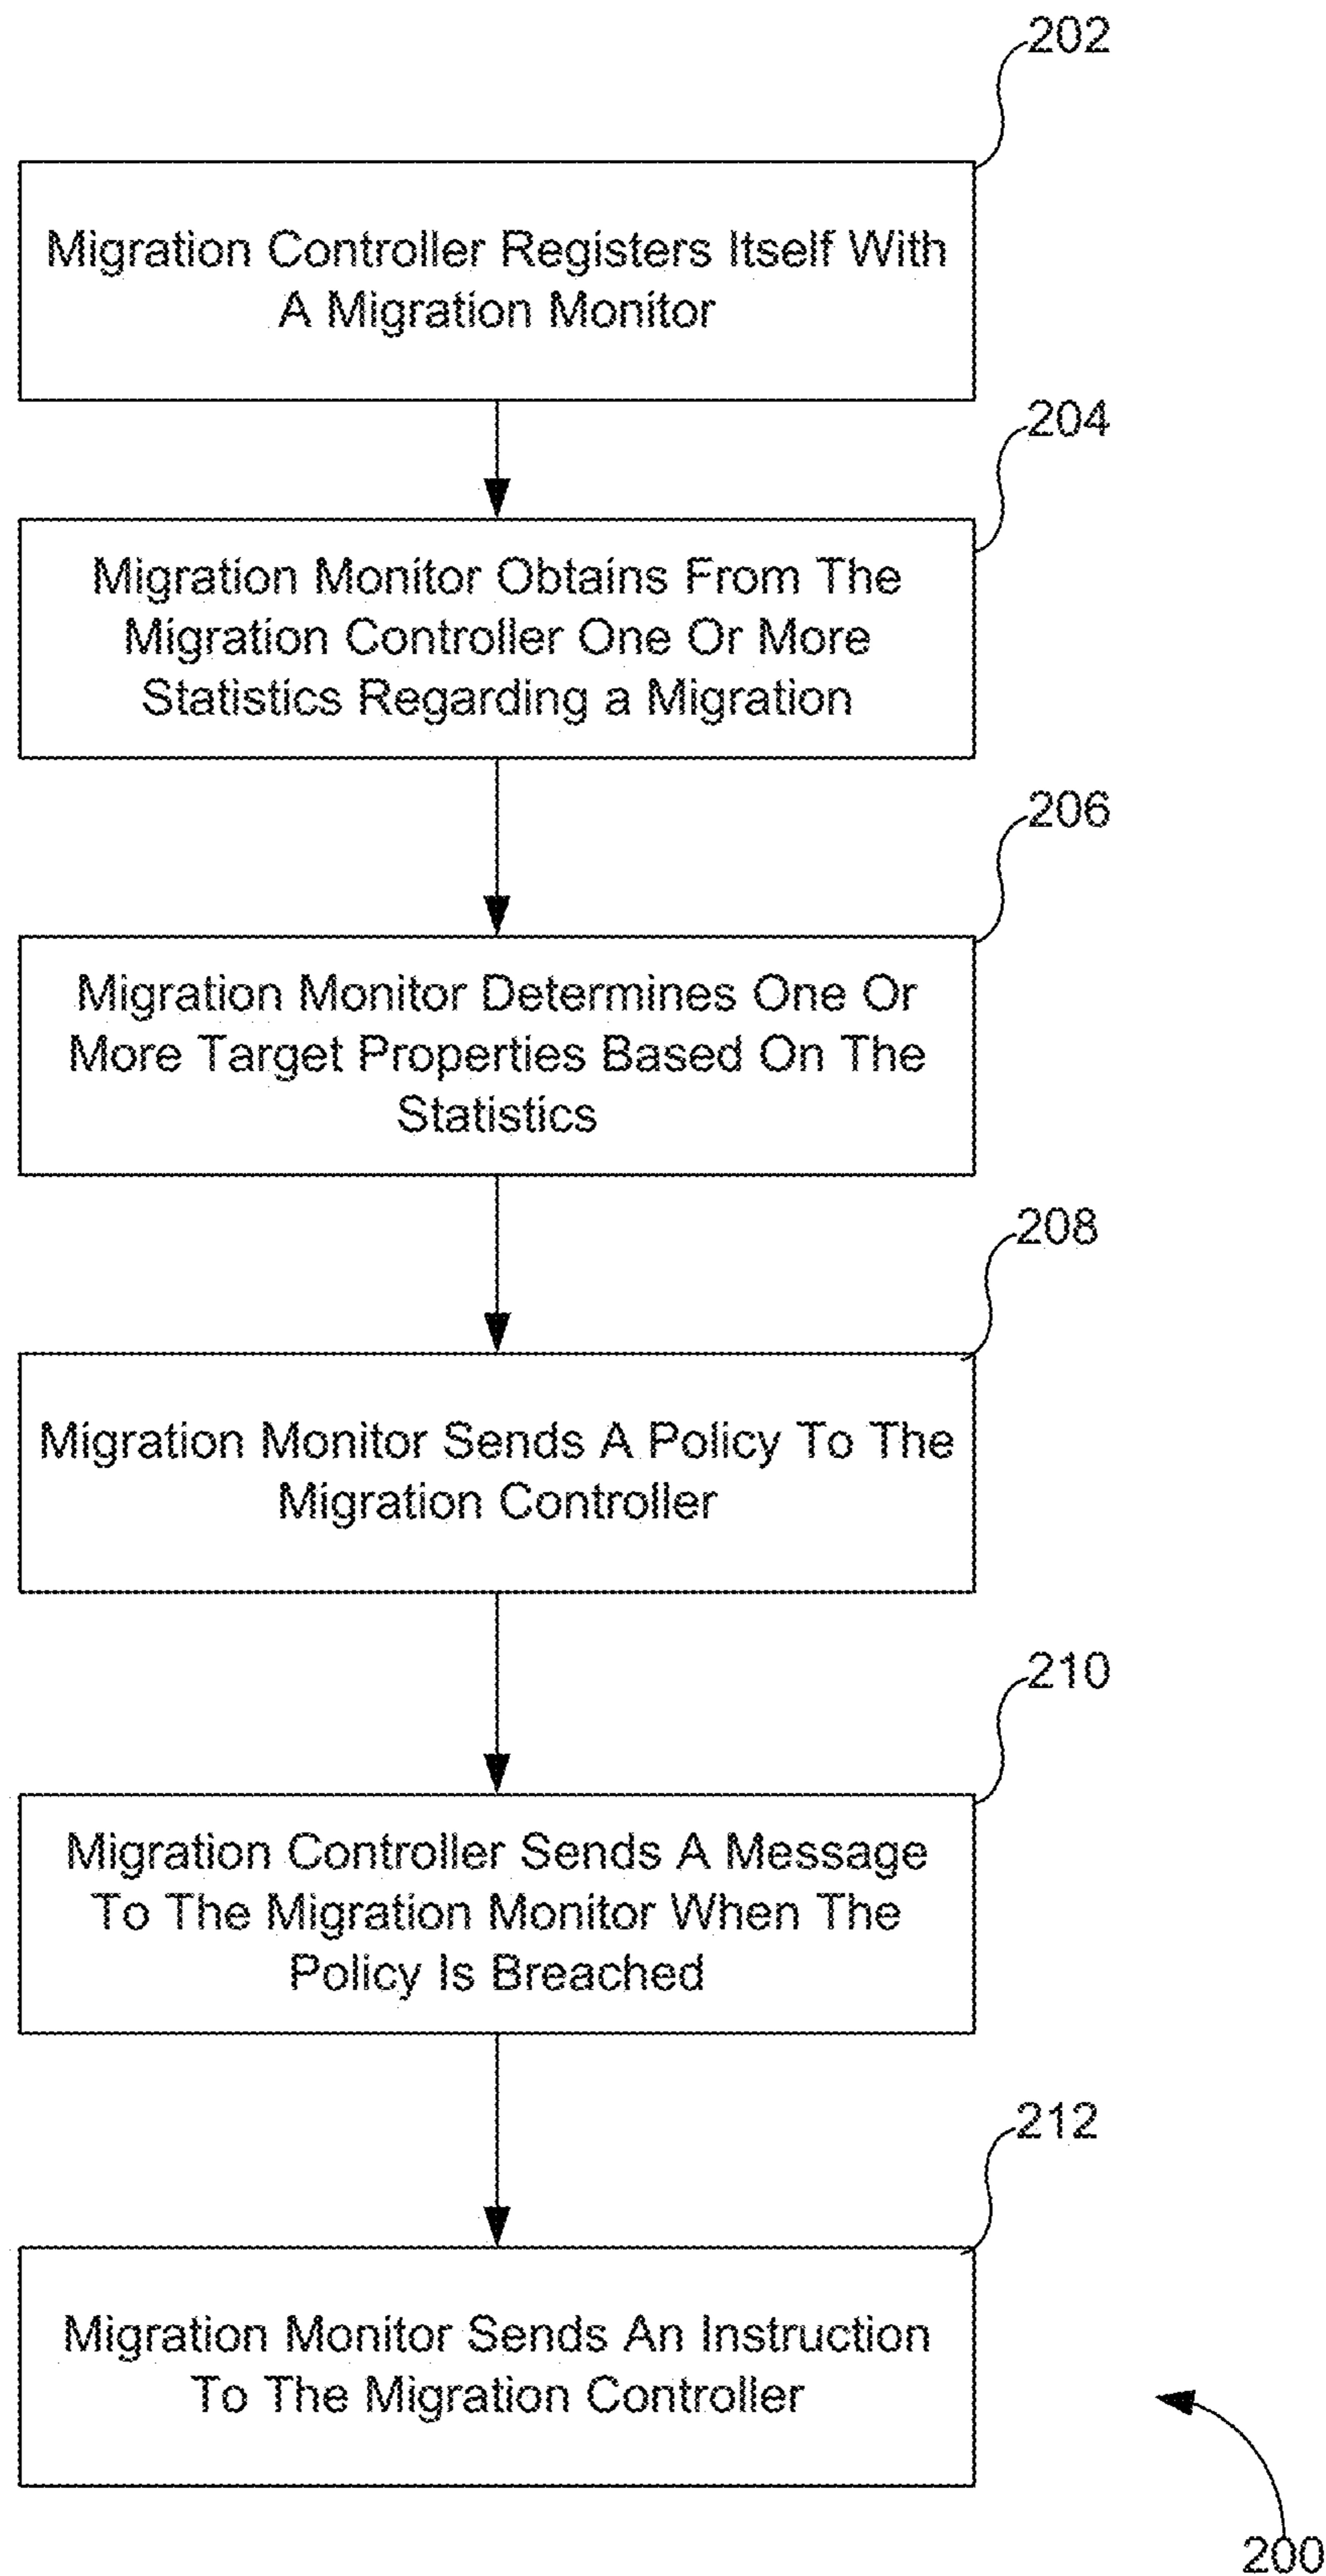 202
Migration Controller Registers Itself With
A Migration Monitor
204
Migration Monitor Obtains From The
Migration Controller One Or More
Statistics Regarding a Migration
206
Migration Monitor Determines One Or
More Target Properties Based On The
Statistics
208
Migration Monitor Sends A Policy To The
Migration Controller
210
Migration Controller Sends A Message
To The Migration Monitor When The
Policy Is Breached
212
Migration Monitor Sends An Instruction
To The Migration Controller
200